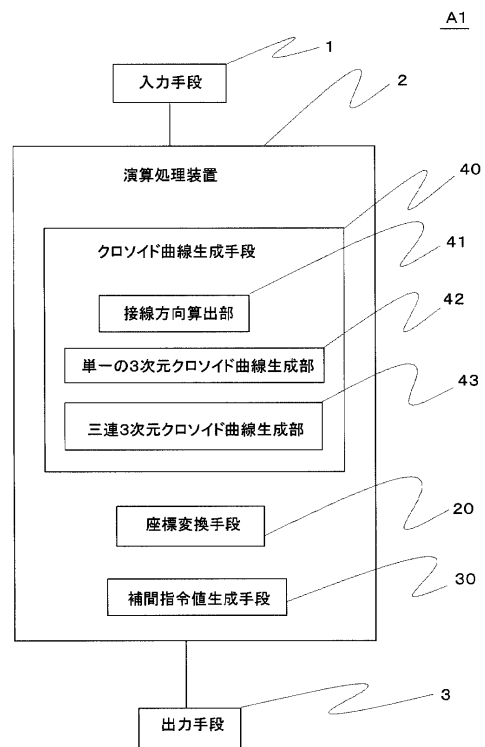 A1
1
入力手段
2
演算処理装置
40
クロソイド曲線生成手段
41
接線方向算出部
42
単一の3次元クロソイド曲線生成部
43
三連3次元クロソイド曲線生成部
座標変換手段
20
補間指令値生成手段
30
3
出力手段